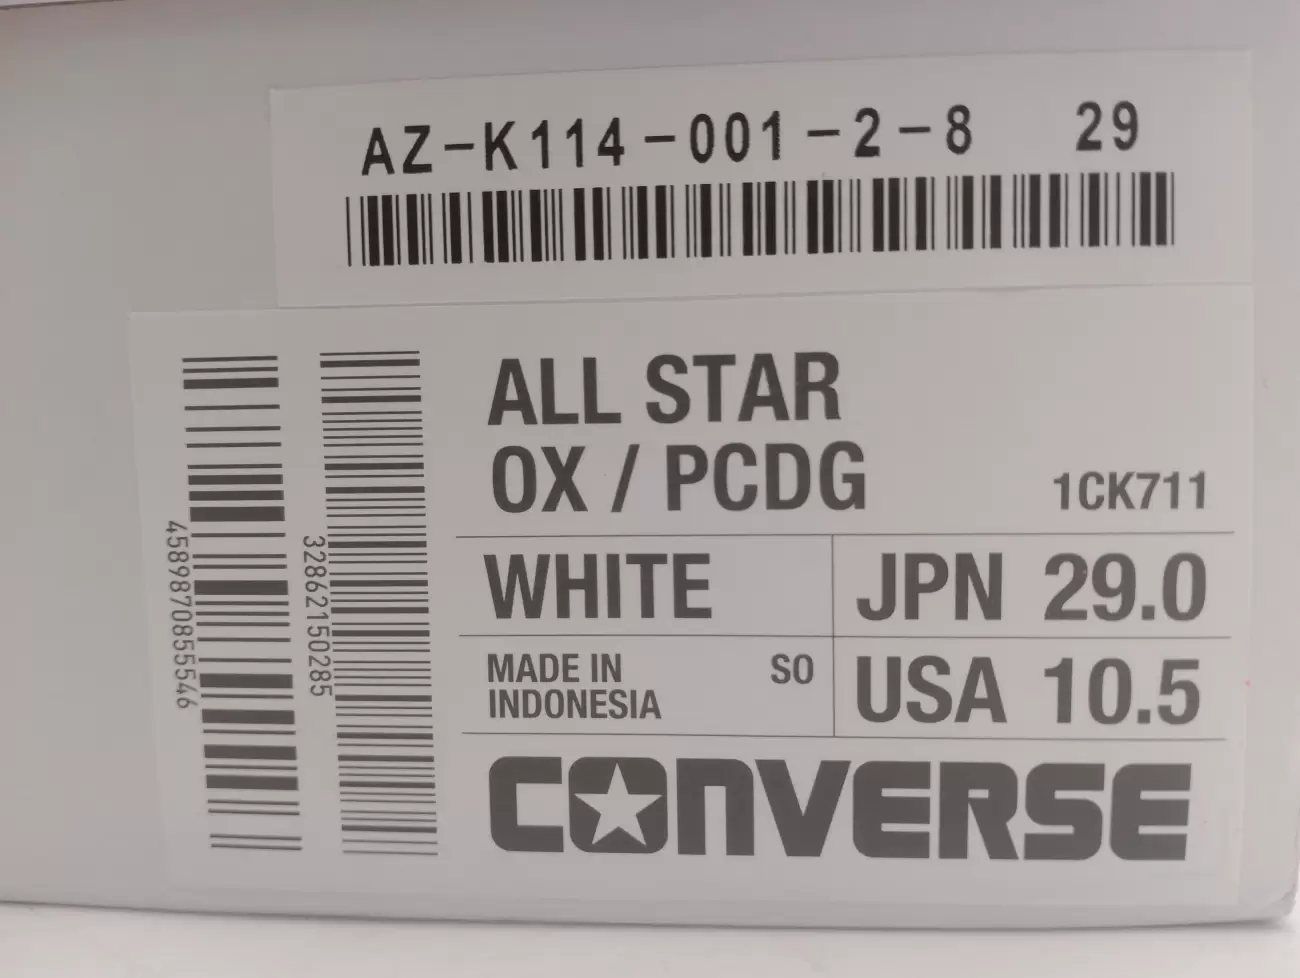 AZ-K114-001-2-8 29
ALL STAR
OX / PCDG
1CK711
WHITE
JPN 29.0
MADE IN
INDONESIA
SO
USA 10.5
CONVERSE
4589870855546
32862150285